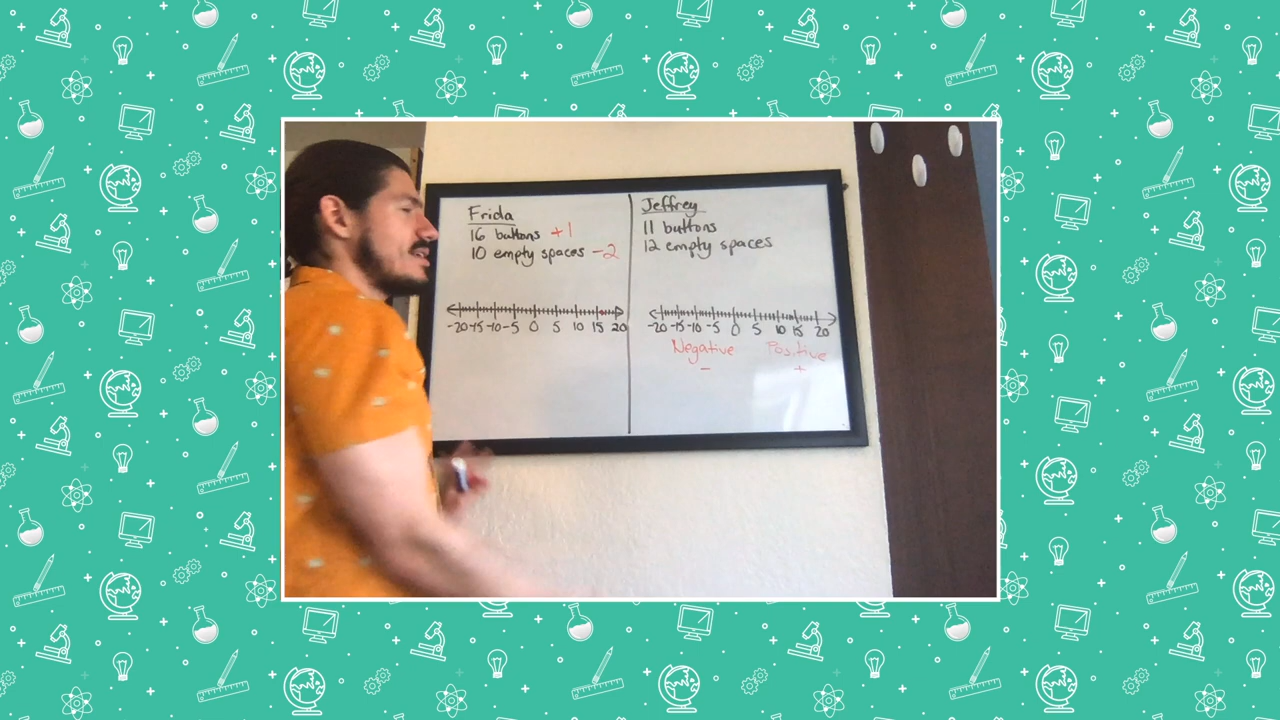 Frida
16 buttons +1
10 empty spaces -2
-20 -15 -10 -5 0 5 10 15 20
Jeffrey
11 buttons
12 empty spaces
-20 -15 -10 -5 0 5 10 15 20
Negative Positive
- +